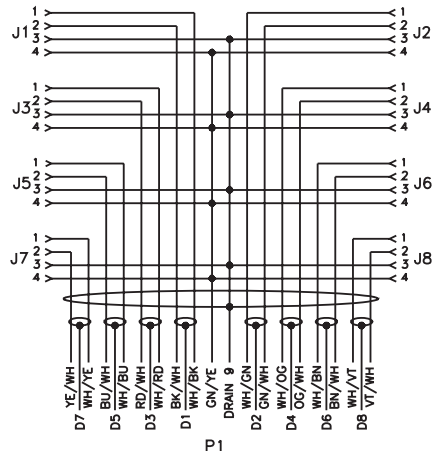 1 1
J1 2 2 J2
3 3
4 4
1 1
J3 2 2 J4
3 3
4 4
1 1
J5 2 2 J6
3 3
4 4
1 1
J7 2 2 J8
3 3
4 4
YE/WH
D7
WH/YE
BU/WH
D5
WH/BU
RD/WH
D3
WH/RD
BK/WH
D1
WH/BK
GN/YE
DRAIN 9
WH/GN
D2
GN/WH
WH/OG
D4
OG/WH
WH/BN
D6
BN/WH
WH/VT
D8
VT/WH
P1